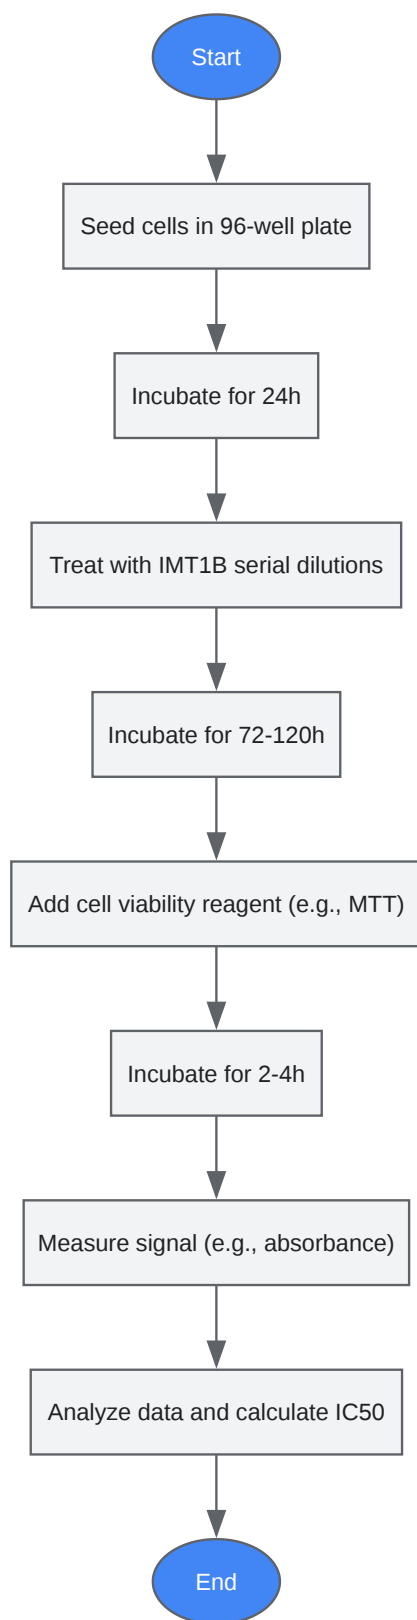 Start
Seed cells in 96-well plate
Incubate for 24h
Treat with IMT1B serial dilutions
Incubate for 72-120h
Add cell viability reagent (e.g., MTT)
Incubate for 2-4h
Measure signal (e.g., absorbance)
Analyze data and calculate IC50
End